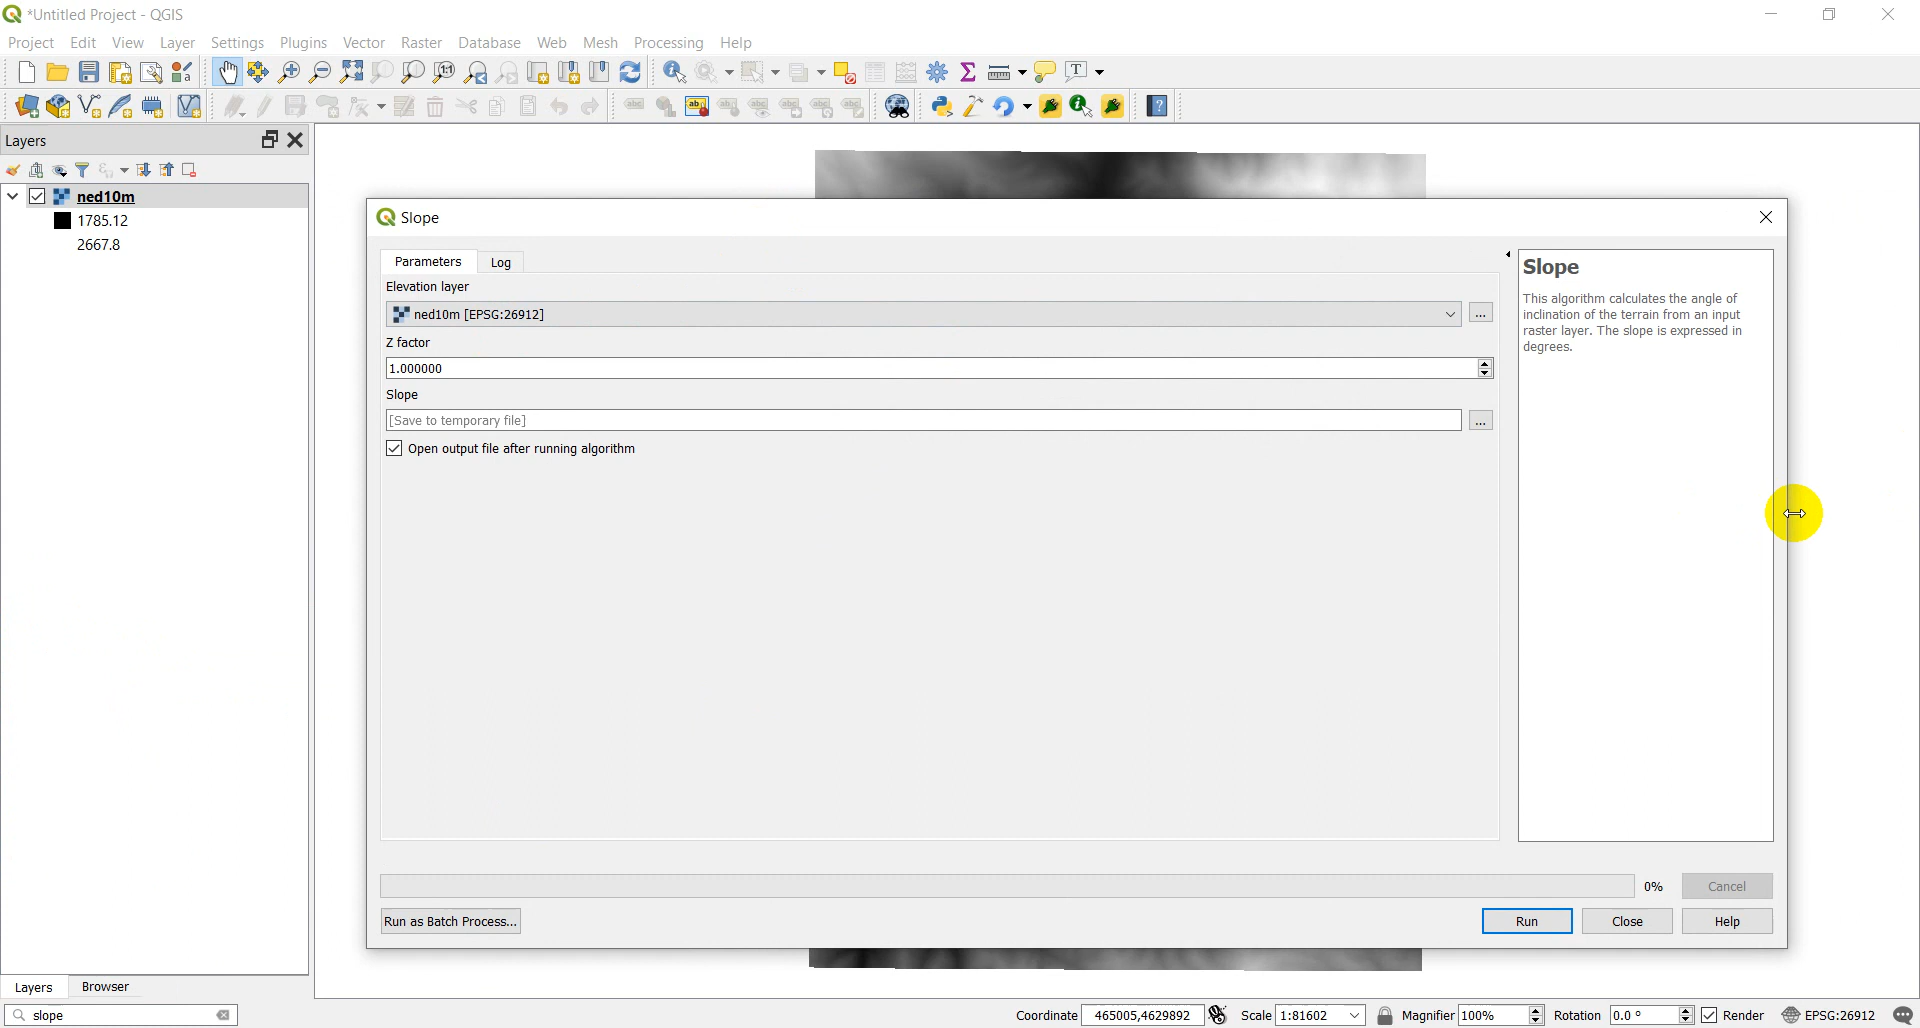 *Untitled Project - QGIS
Project Edit View Layer Settings Plugins Vector Raster Database Web Mesh Processing Help
Layers
ned10m
1785.12
2667.8
Slope
Parameters Log
Elevation layer
ned10m [EPSG:26912]
...
Z factor
1.000000
Slope
[Save to temporary file]
...
Open output file after running algorithm
Slope
This algorithm calculates the angle of
inclination of the terrain from an input
raster layer. The slope is expressed in
degrees.
0% Cancel
Run as Batch Process... Run Close Help
Layers Browser
slope Coordinate 465005,4629892 Scale 1:81602 Magnifier 100% Rotation 0.0 ° Render EPSG:26912